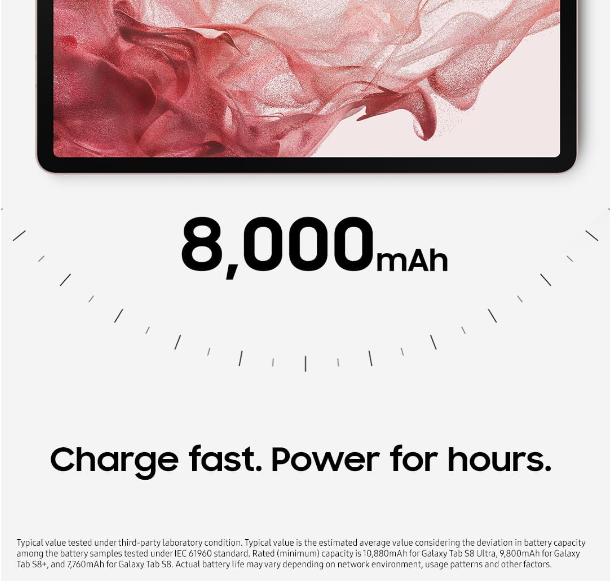 8,000mAh
Charge fast. Power for hours.
Typical value tested under third-party laboratory condition. Typical value is the estimated average value considering the deviation in battery capacity
among the battery samples tested under IEC 61960 standard. Rated (minimum) capacity is 10,880mAh for Galaxy Tab S8 Ultra, 9,800mAh for Galaxy
Tab S8+, and 7,760mAh for Galaxy Tab S8. Actual battery life may vary depending on network environment, usage patterns and other factors.